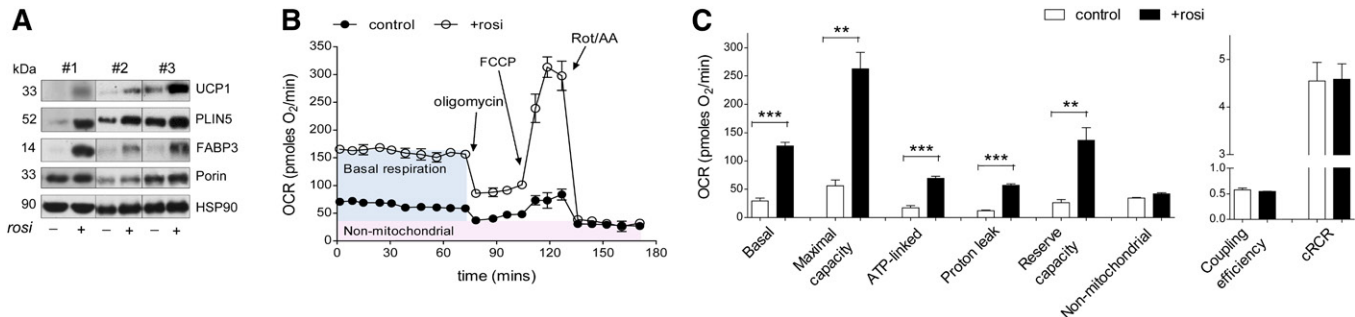 A
kDa #1 #2 #3
33 UCP1
52 PLIN5
14 FABP3
33 Porin
90 HSP90
rosi – + – + – +
B
control +rosi
OCR (pmoles O2/min)
350
300
250
200
150
100
50
0
oligomycin
FCCP
Rot/AA
Basal respiration
Non-mitochondrial
0 30 60 90 120 150 180
time (mins)
C
control +rosi
OCR (pmoles O2/min)
300
250
200
150
100
50
0
***
**
***
***
**
Basal
Maximal
capacity
ATP-linked
Proton leak
Reserve
capacity
Non-mitochondrial
5
4
3
1.0
0.5
0.0
Coupling
efficiency
cRCR